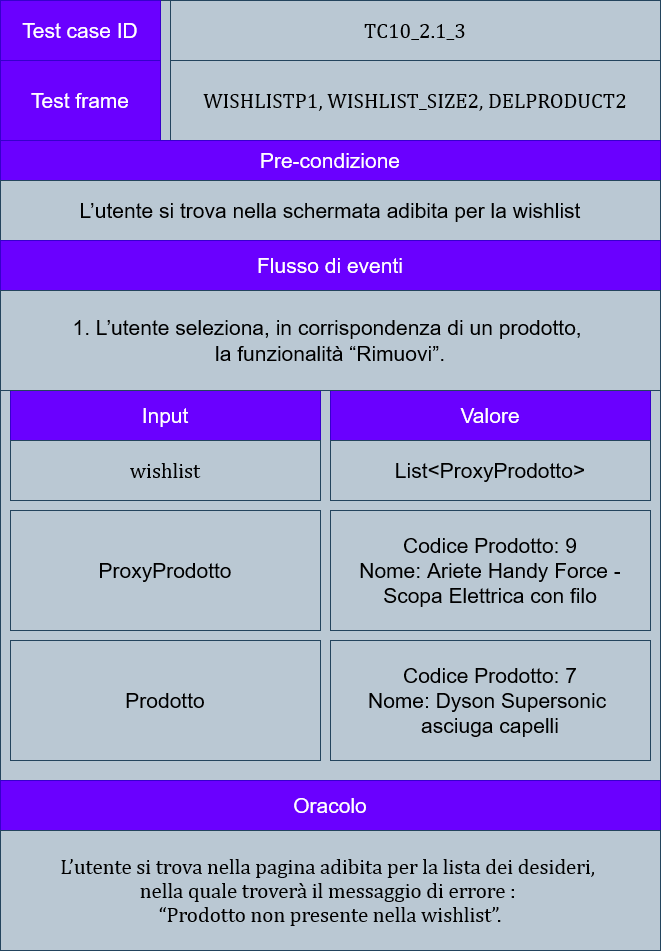 Test case ID
TC10_2.1_3
Test frame
WISHLISTP1, WISHLIST_SIZE2, DELPRODUCT2
Pre-condizione
L’utente si trova nella schermata adibita per la wishlist
Flusso di eventi
1. L’utente seleziona, in corrispondenza di un prodotto,
la funzionalità “Rimuovi”.
Input
Valore
wishlist
List<ProxyProdotto>
ProxyProdotto
Codice Prodotto: 9
Nome: Ariete Handy Force -
Scopa Elettrica con filo
Prodotto
Codice Prodotto: 7
Nome: Dyson Supersonic
asciuga capelli
Oracolo
L’utente si trova nella pagina adibita per la lista dei desideri,
nella quale troverà il messaggio di errore :
“Prodotto non presente nella wishlist”.